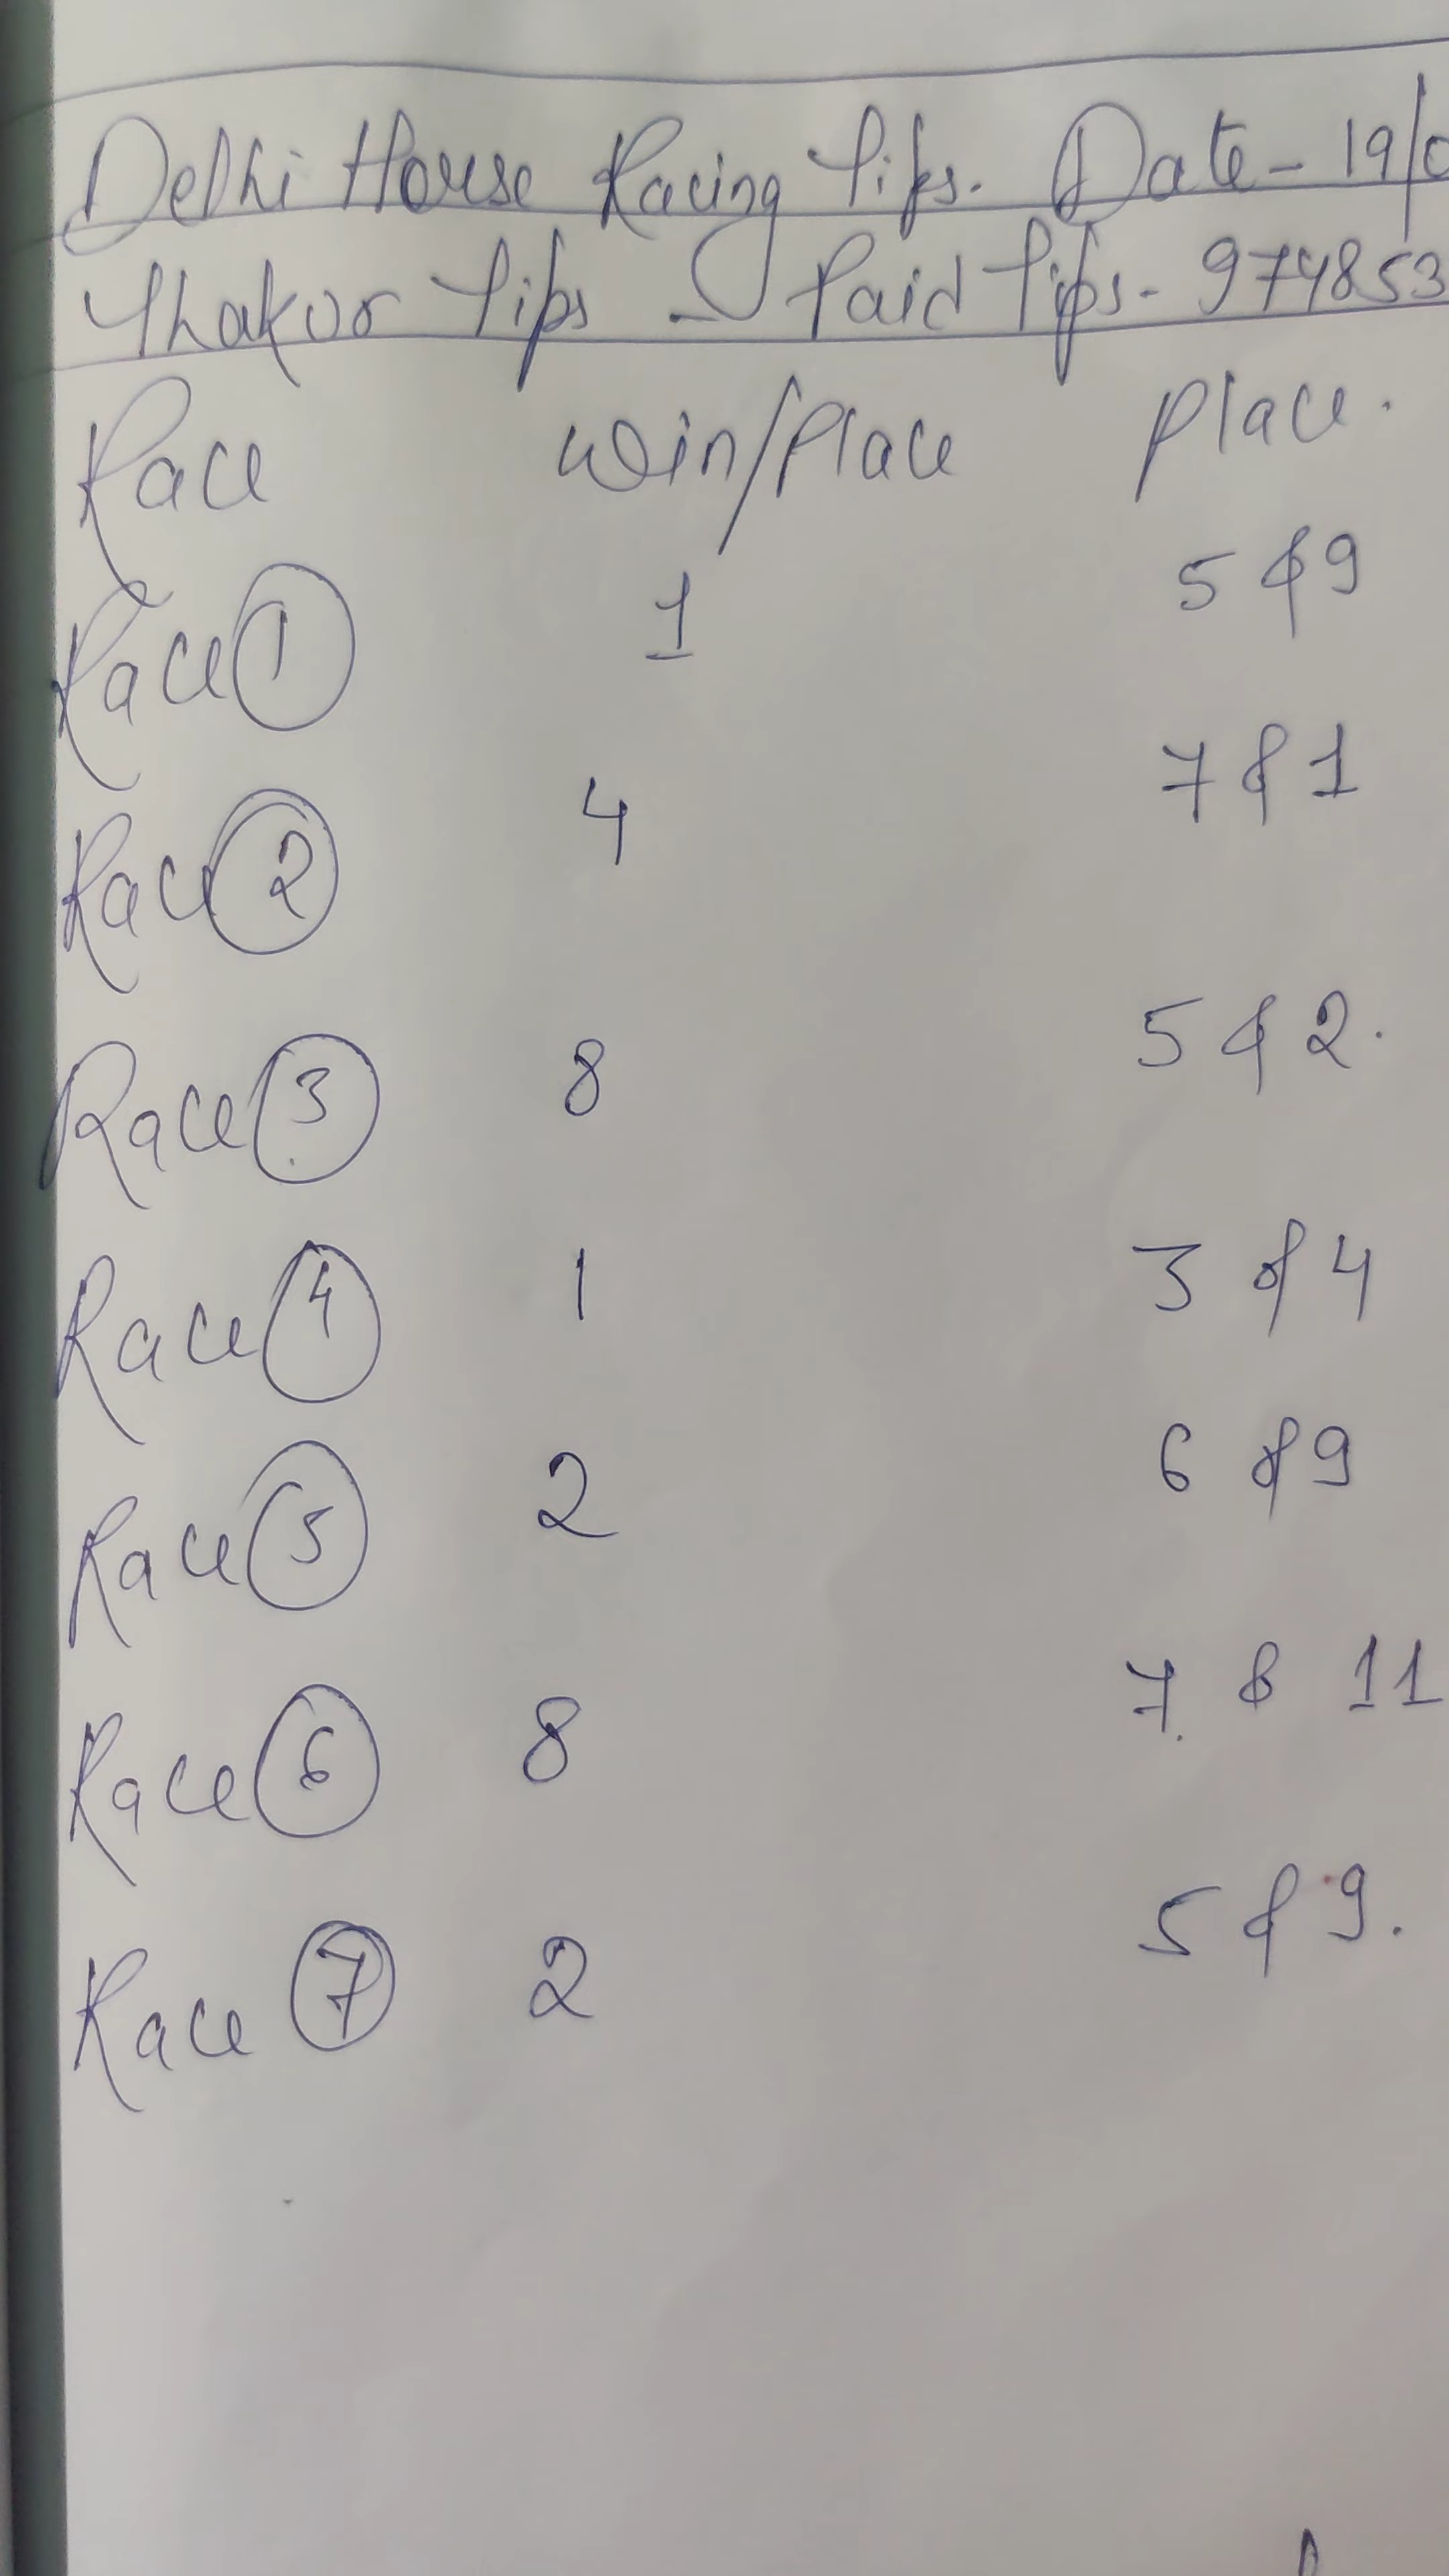 Delhi Horse Racing Tips. Date - 19/0
Thakor Tips - Paid Tips - 974853
Race Win/Place Place.
Race 1 1 5 & 9
Race 2 4 7 & 1
Race 3 8 5 & 2.
Race 4 1 3 & 4
Race 5 2 6 & 9
Race 6 8 7 & 11
Race 7 2 5 & 9.